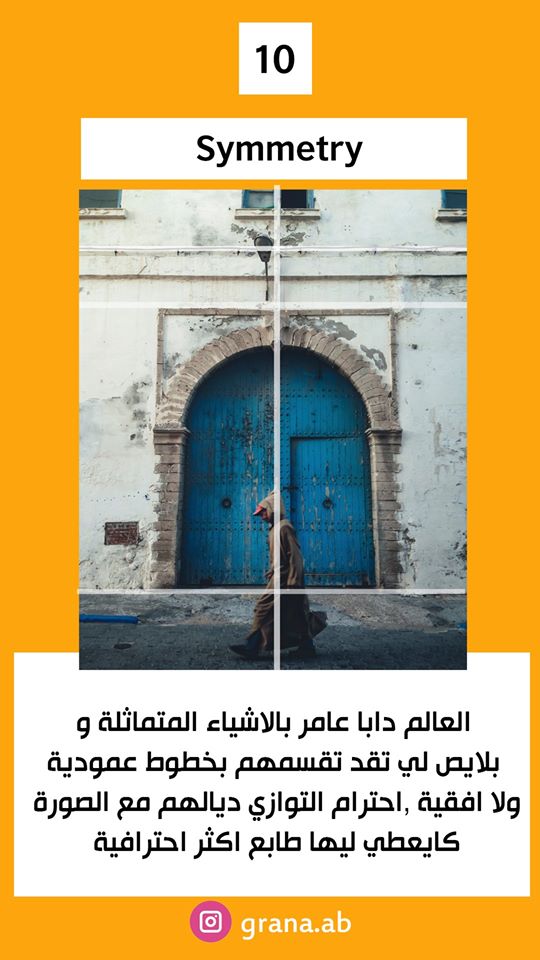 10
Symmetry
العالم دابا عامر بالاشياء المتماثلة و
بلايص لي تقد تقسمهم بخطوط عمودية
ولا افقية ,احترام التوازي ديالهم مع الصورة
كايعطي ليها طابع اكثر احترافية
grana.ab